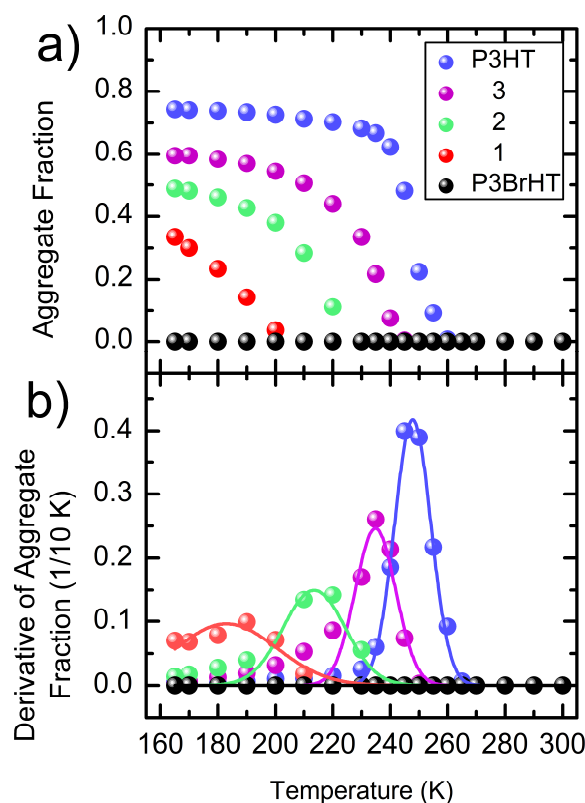 a)
1.0
0.8
0.6
0.4
0.2
0.0
Aggregate Fraction
P3HT
3
2
1
P3BrHT
b)
0.4
0.3
0.2
0.1
0.0
Derivative of Aggregate
Fraction (1/10 K)
160 180 200 220 240 260 280 300
Temperature (K)